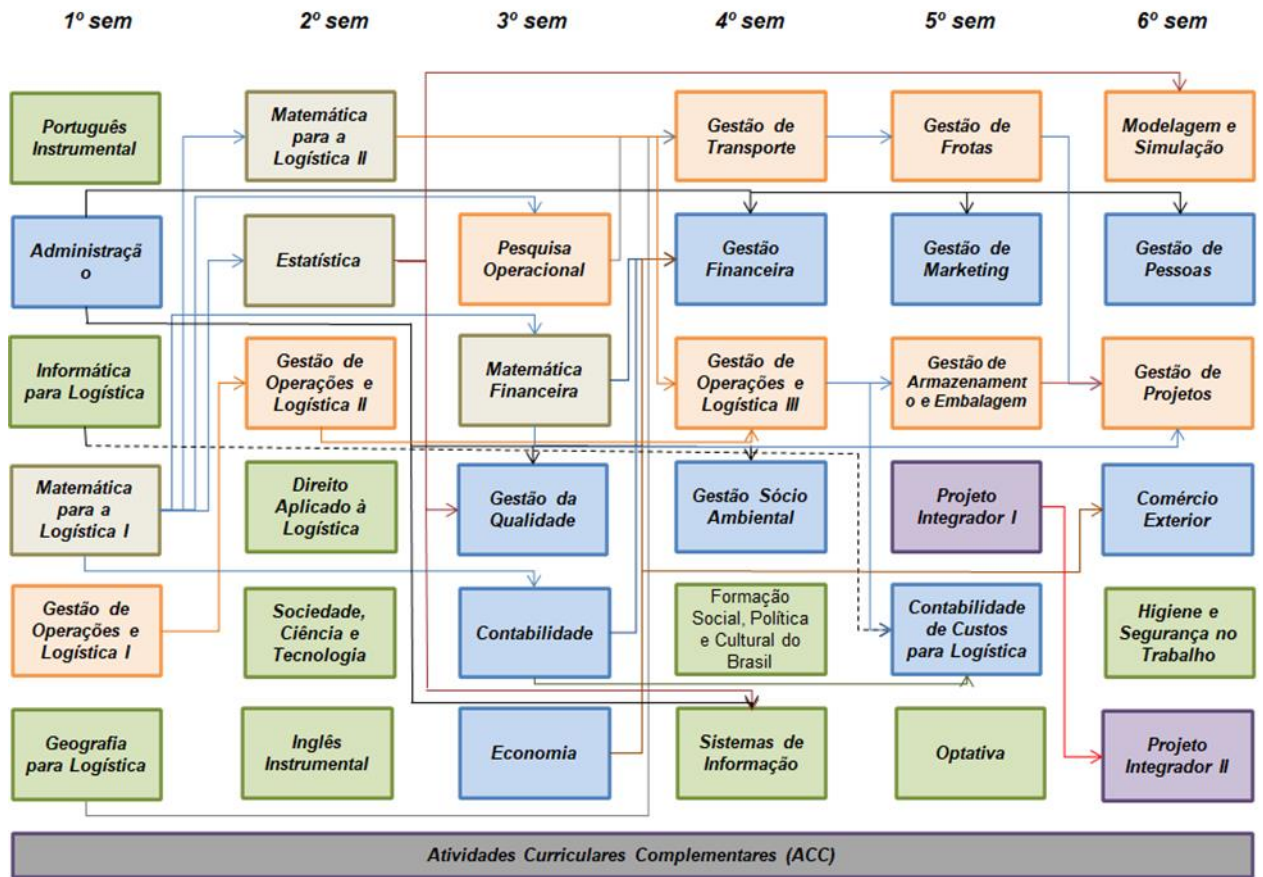 1º sem
2º sem
3º sem
4º sem
5º sem
6º sem
Português
Instrumental
Matemática
para a
Logística II
Gestão de
Transporte
Gestão de
Frotas
Modelagem e
Simulação
Administraçã
o
Estatística
Pesquisa
Operacional
Gestão
Financeira
Gestão de
Marketing
Gestão de
Pessoas
Informática
para Logística
Gestão de
Operações e
Logística II
Matemática
Financeira
Gestão de
Operações e
Logística III
Gestão de
Armazenament
o e Embalagem
Gestão de
Projetos
Matemática
para a
Logística I
Direito
Aplicado à
Logística
Gestão da
Qualidade
Gestão Sócio
Ambiental
Projeto
Integrador I
Comércio
Exterior
Gestão de
Operações e
Logística I
Sociedade,
Ciência e
Tecnologia
Contabilidade
Formação
Social, Política
e Cultural do
Brasil
Contabilidade
de Custos
para Logística
Higiene e
Segurança no
Trabalho
Geografia
para Logística
Inglês
Instrumental
Economia
Sistemas de
Informação
Optativa
Projeto
Integrador II
Atividades Curriculares Complementares (ACC)